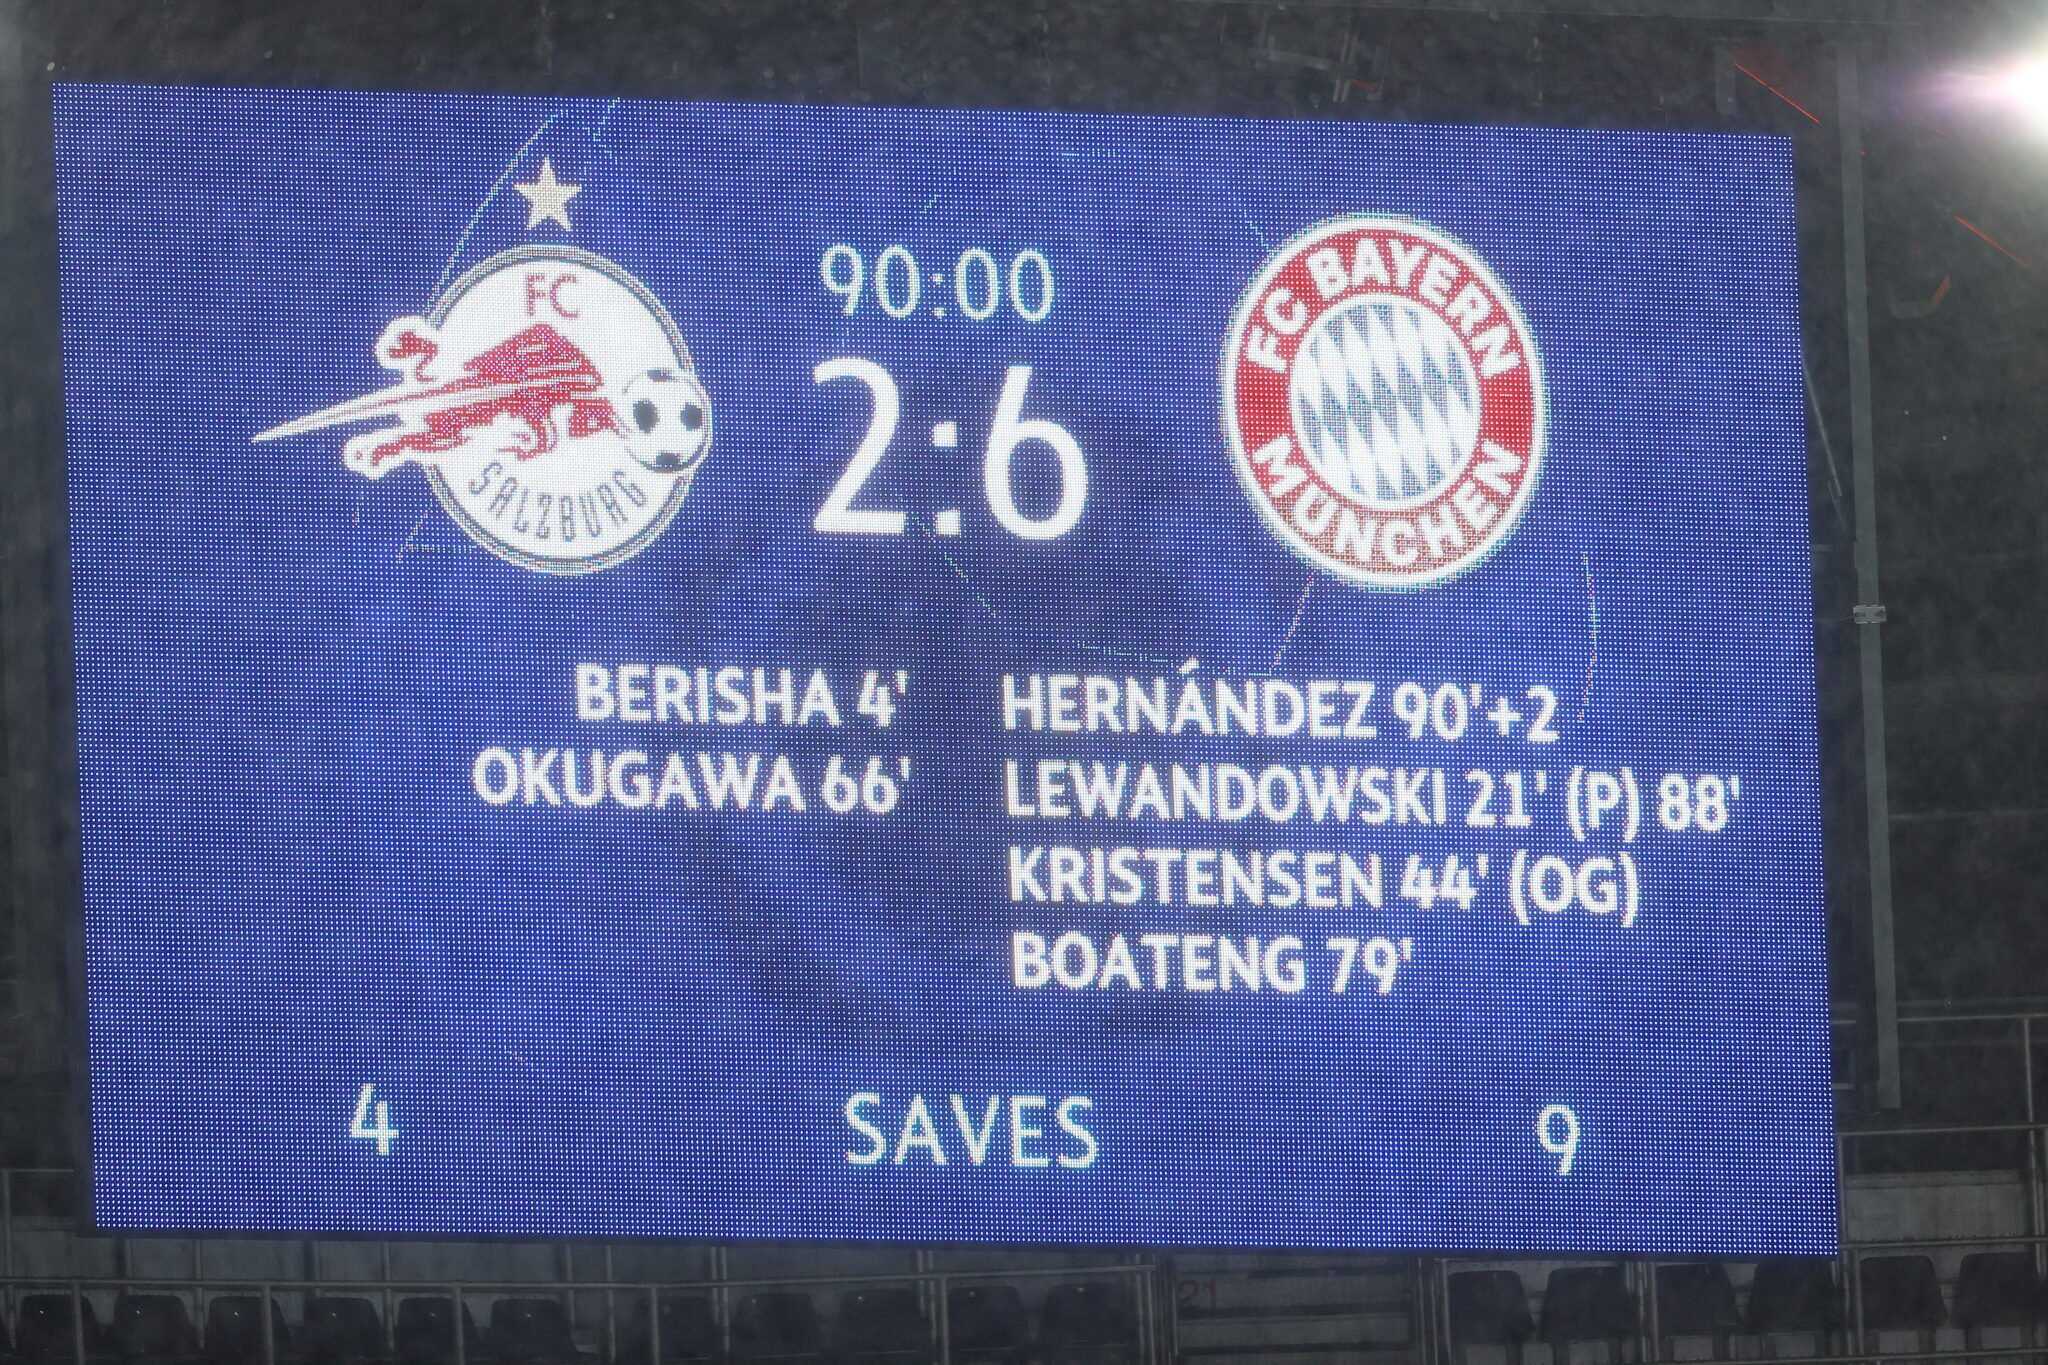 FC
SALZBURG
90:00
2:6
FC BAYERN
MÜNCHEN
BERISHA 4'
OKUGAWA 66'
HERNÁNDEZ 90'+2
LEWANDOWSKI 21' (P) 88'
KRISTENSEN 44' (OG)
BOATENG 79'
4 SAVES 9
21